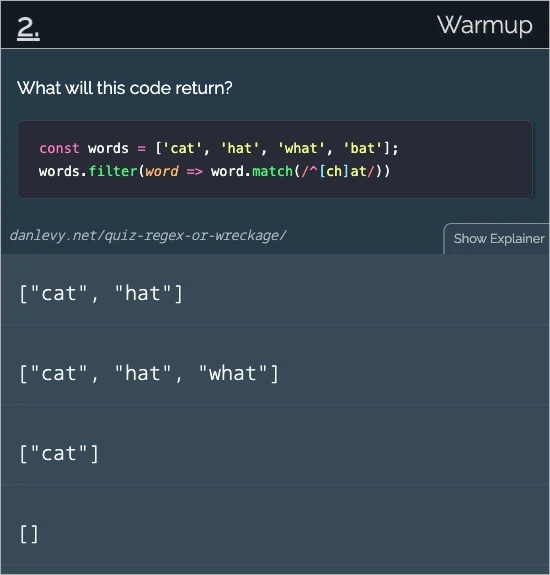 2.
Warmup
What will this code return?
const words = ['cat', 'hat', 'what', 'bat'];
words.filter(word => word.match(/^[ch]at/))
danlevy.net/quiz-regex-or-wreckage/
Show Explainer
["cat", "hat"]
["cat", "hat", "what"]
["cat"]
[]